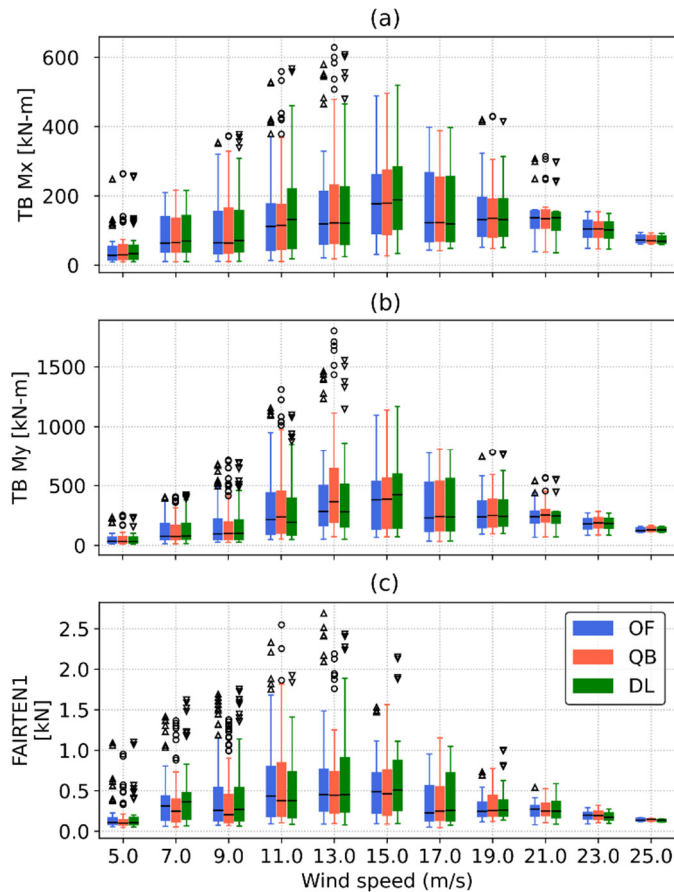 (a)
TB Mx [kN-m]
600
400
200
0
(b)
TB My [kN-m]
1500
1000
500
0
(c)
FAIRTEN1
[kN]
2.5
2.0
1.5
1.0
0.5
0.0
OF
QB
DL
5.0 7.0 9.0 11.0 13.0 15.0 17.0 19.0 21.0 23.0 25.0
Wind speed (m/s)